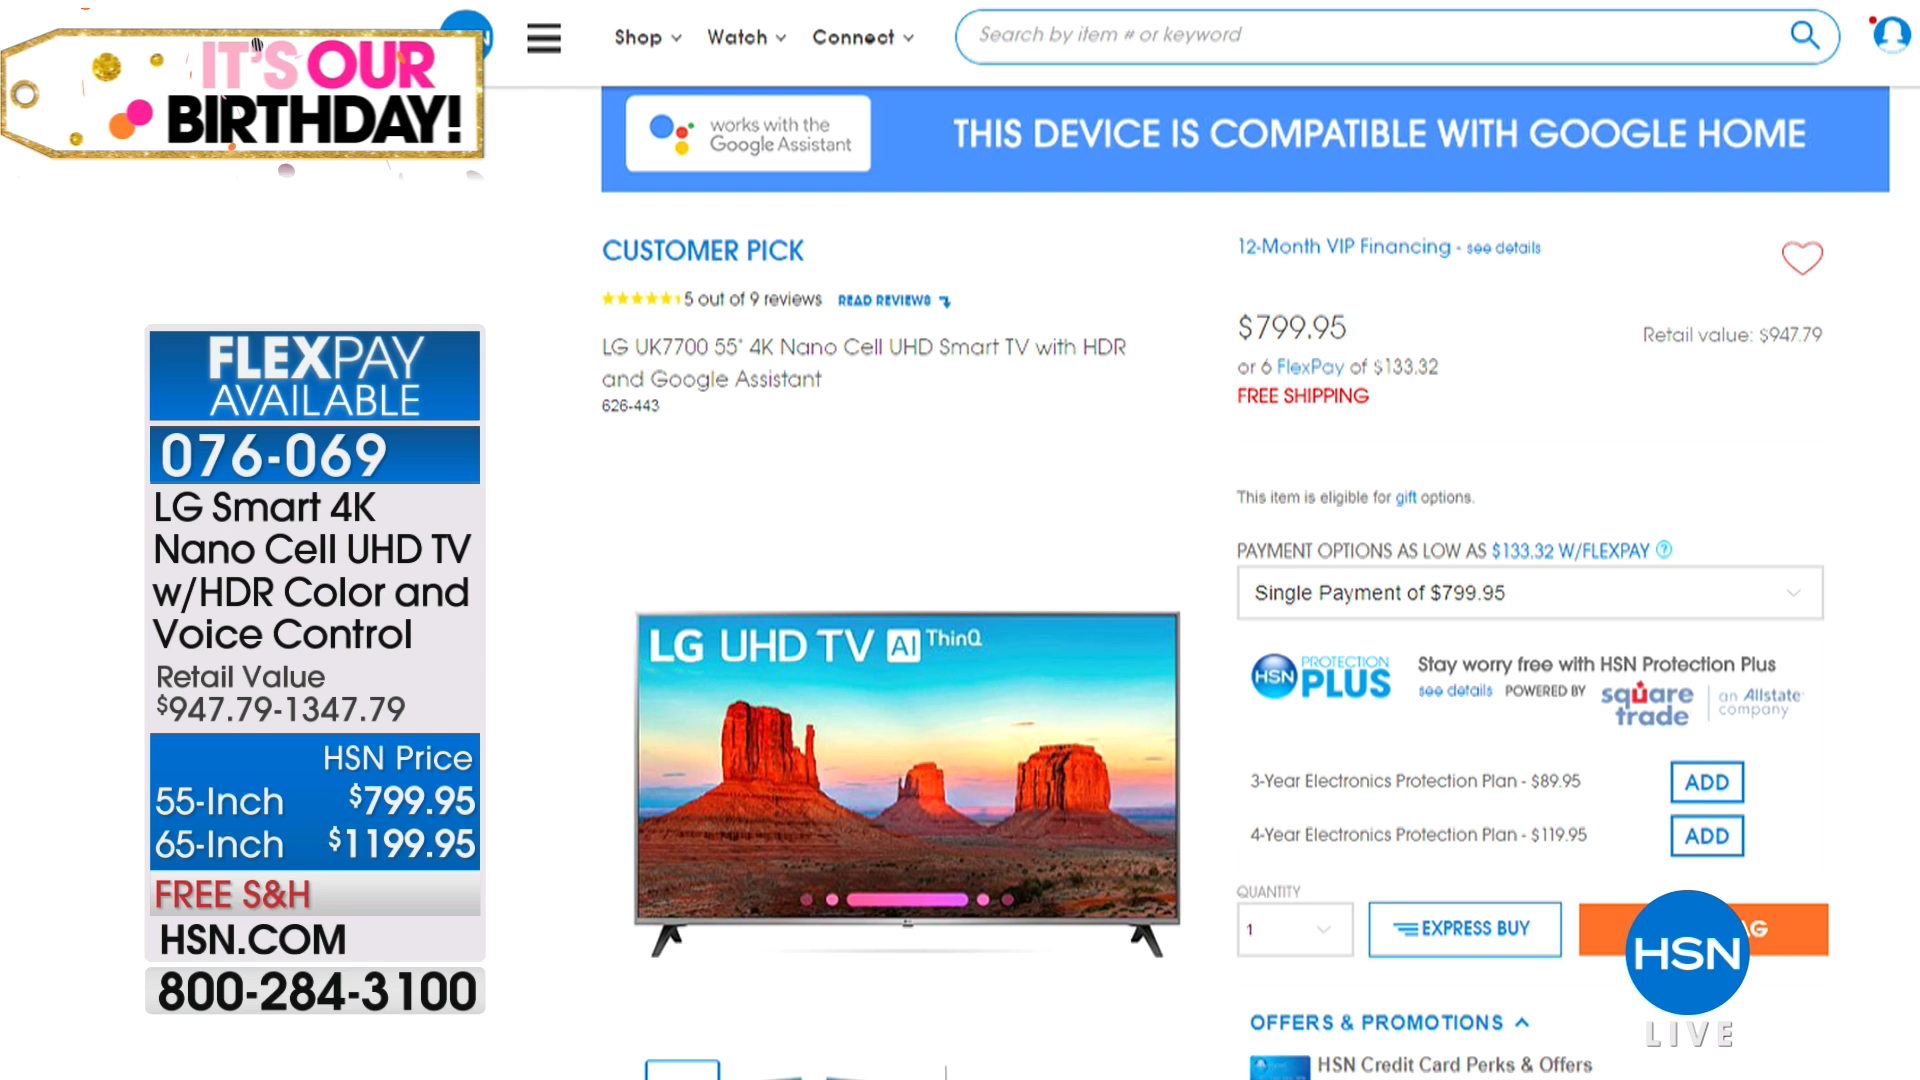 IT'S OUR
BIRTHDAY!
Shop
Watch
Connect
Search by item # or keyword
works with the
Google Assistant
THIS DEVICE IS COMPATIBLE WITH GOOGLE HOME
CUSTOMER PICK
5 out of 9 reviews READ REVIEWS
LG UK7700 55" 4K Nano Cell UHD Smart TV with HDR
and Google Assistant
626-443
12-Month VIP Financing - see details
$799.95
Retail value: $947.79
or 6 FlexPay of $133.32
FREE SHIPPING
This item is eligible for gift options.
PAYMENT OPTIONS AS LOW AS $133.32 W/FLEXPAY ?
Single Payment of $799.95
HSN PROTECTION
PLUS
Stay worry free with HSN Protection Plus
see details POWERED BY
square
trade
an Allstate
company
3-Year Electronics Protection Plan - $89.95
ADD
4-Year Electronics Protection Plan - $119.95
ADD
QUANTITY
1
EXPRESS BUY
OFFERS & PROMOTIONS
HSN Credit Card Perks & Offers
LG UHD TV AI ThinQ
FLEXPAY
AVAILABLE
076-069
LG Smart 4K
Nano Cell UHD TV
w/HDR Color and
Voice Control
Retail Value
$947.79-1347.79
HSN Price
55-Inch $799.95
65-Inch $1199.95
FREE S&H
HSN.COM
800-284-3100
HSN
LIVE